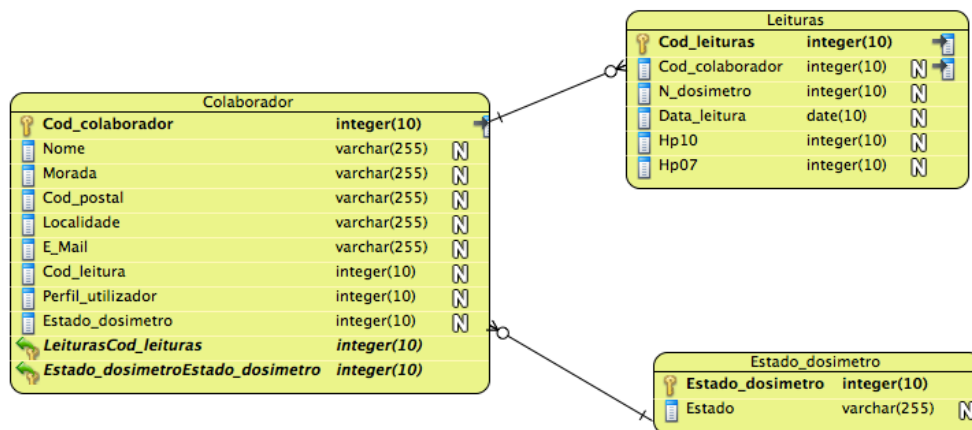 Leituras
Cod_leituras integer(10)
Cod_colaborador integer(10) N
N_dosimetro integer(10) N
Data_leitura date(10) N
Hp10 integer(10) N
Hp07 integer(10) N
Colaborador
Cod_colaborador integer(10)
Nome varchar(255) N
Morada varchar(255) N
Cod_postal varchar(255) N
Localidade varchar(255) N
E_Mail varchar(255) N
Cod_leitura integer(10) N
Perfil_utilizador integer(10) N
Estado_dosimetro integer(10) N
LeiturasCod_leituras integer(10)
Estado_dosimetroEstado_dosimetro integer(10)
Estado_dosimetro
Estado_dosimetro integer(10)
Estado varchar(255) N